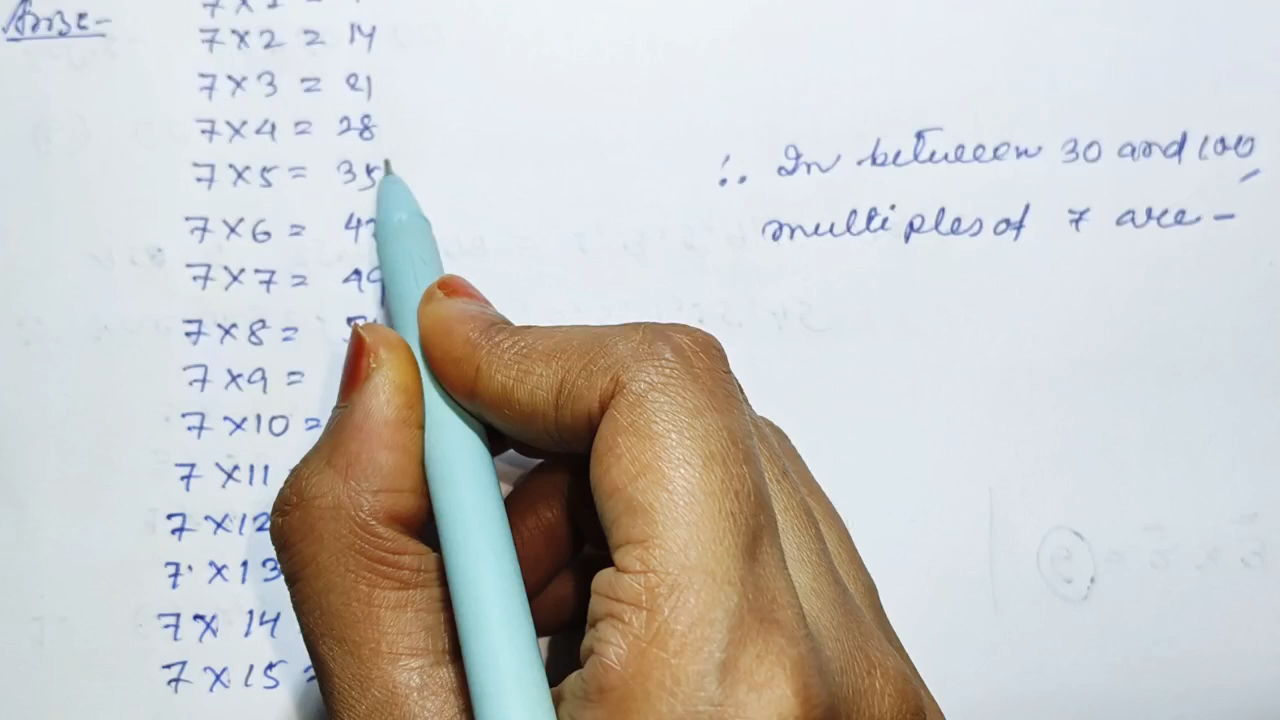 Ans:-
7 X 2 = 14
7 X 3 = 21
7 X 4 = 28
7 X 5 = 35
7 X 6 =
7 X 7 = 49
7 X 8 =
7 X 9 =
7 X 10 =
7 X 11
7 X 12
7 X 13
7 X 14
7 X 15 =
∴ In between 30 and 100
multiples of 7 are -